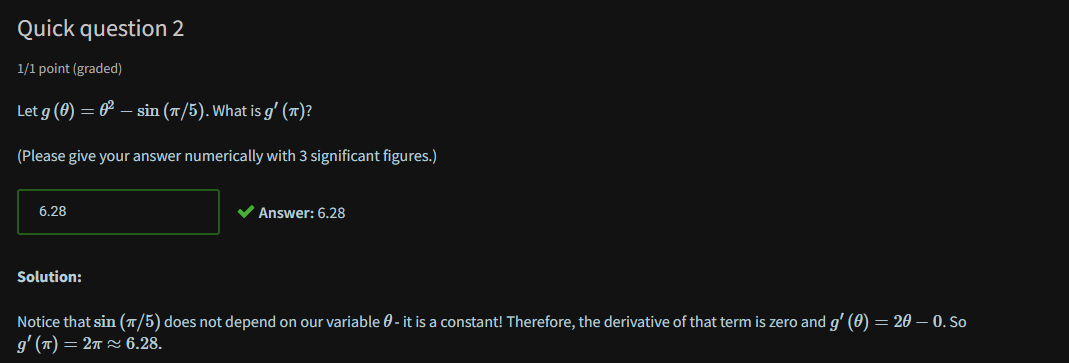 Quick question 2
1/1 point (graded)
Let g (θ) = θ² − sin (π/5). What is g′ (π)?
(Please give your answer numerically with 3 significant figures.)
6.28
✔ Answer: 6.28
Solution:
Notice that sin (π/5) does not depend on our variable θ - it is a constant! Therefore, the derivative of that term is zero and g′ (θ) = 2θ − 0. So
g′ (π) = 2π ≈ 6.28.